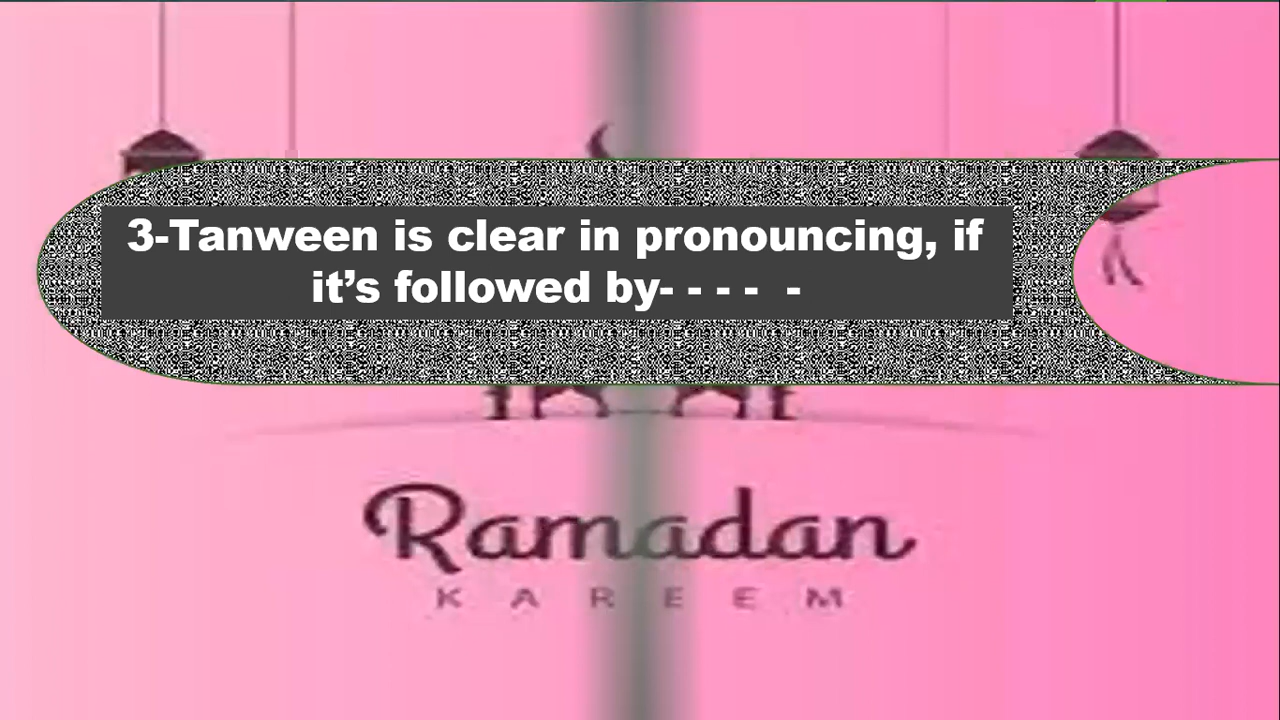 3-Tanween is clear in pronouncing, if
it’s followed by- - - -  -
Ramadan
KAREEM